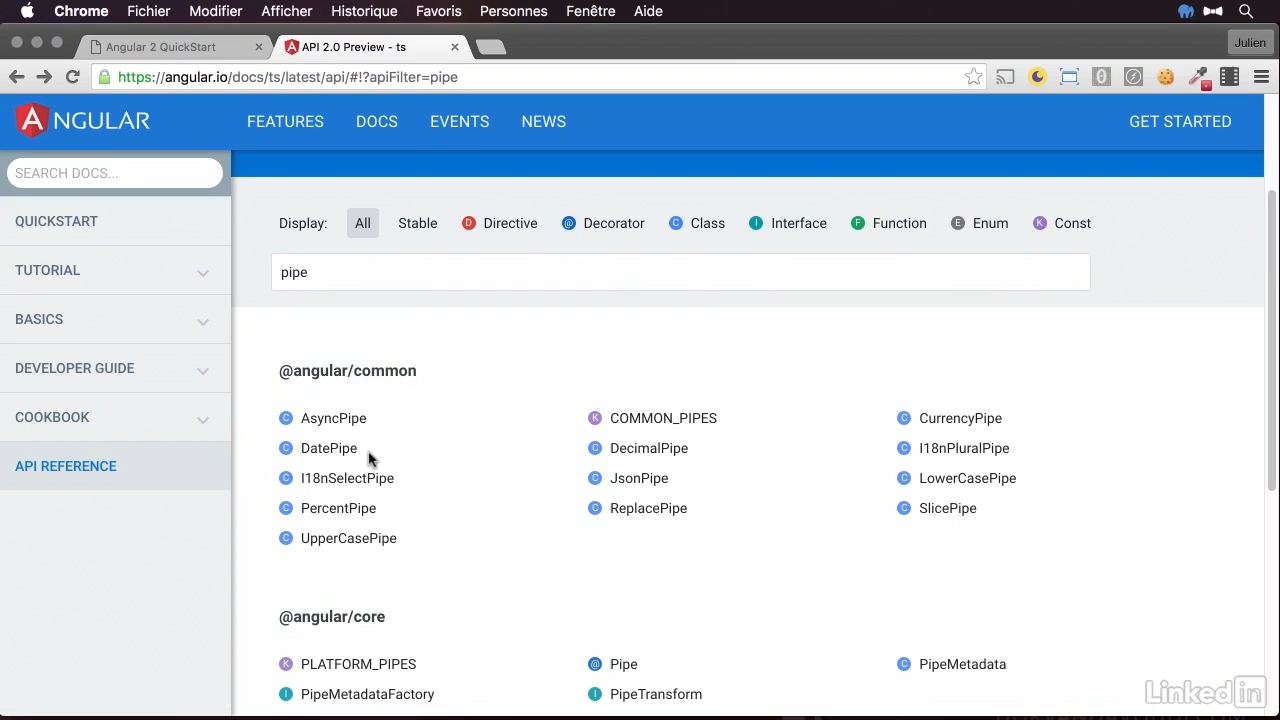 Chrome Fichier Modifier Afficher Historique Favoris Personnes Fenêtre Aide
Angular 2 QuickStart API 2.0 Preview - ts Julien
https://angular.io/docs/ts/latest/api/#!?apiFilter=pipe
ANGULAR FEATURES DOCS EVENTS NEWS GET STARTED
SEARCH DOCS...
QUICKSTART
TUTORIAL
BASICS
DEVELOPER GUIDE
COOKBOOK
API REFERENCE
Display: All Stable D Directive @ Decorator C Class I Interface F Function E Enum K Const
pipe
@angular/common
C AsyncPipe K COMMON_PIPES C CurrencyPipe
C DatePipe C DecimalPipe C I18nPluralPipe
C I18nSelectPipe C JsonPipe C LowerCasePipe
C PercentPipe C ReplacePipe C SlicePipe
C UpperCasePipe
@angular/core
K PLATFORM_PIPES @ Pipe C PipeMetadata
I PipeMetadataFactory I PipeTransform
LinkedIn